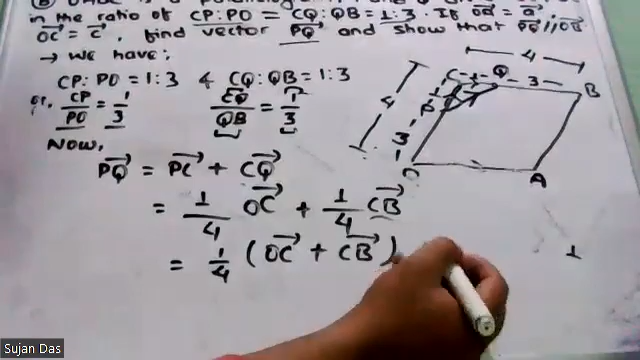 in the ratio of CP:PO = CQ:QB = 1:3. If
OC = c, find vector PQ and show that PQ // OB
→ We have:
CP:PO = 1:3 & CQ:QB = 1:3
or, CP/PO = 1/3 CQ/QB = 1/3
Now,
PQ = PC + CQ
= 1/4 OC + 1/4 CB
= 1/4 (OC + CB)
4
C 1 Q 3 B
4
1
P
3
O
A
1
Sujan Das